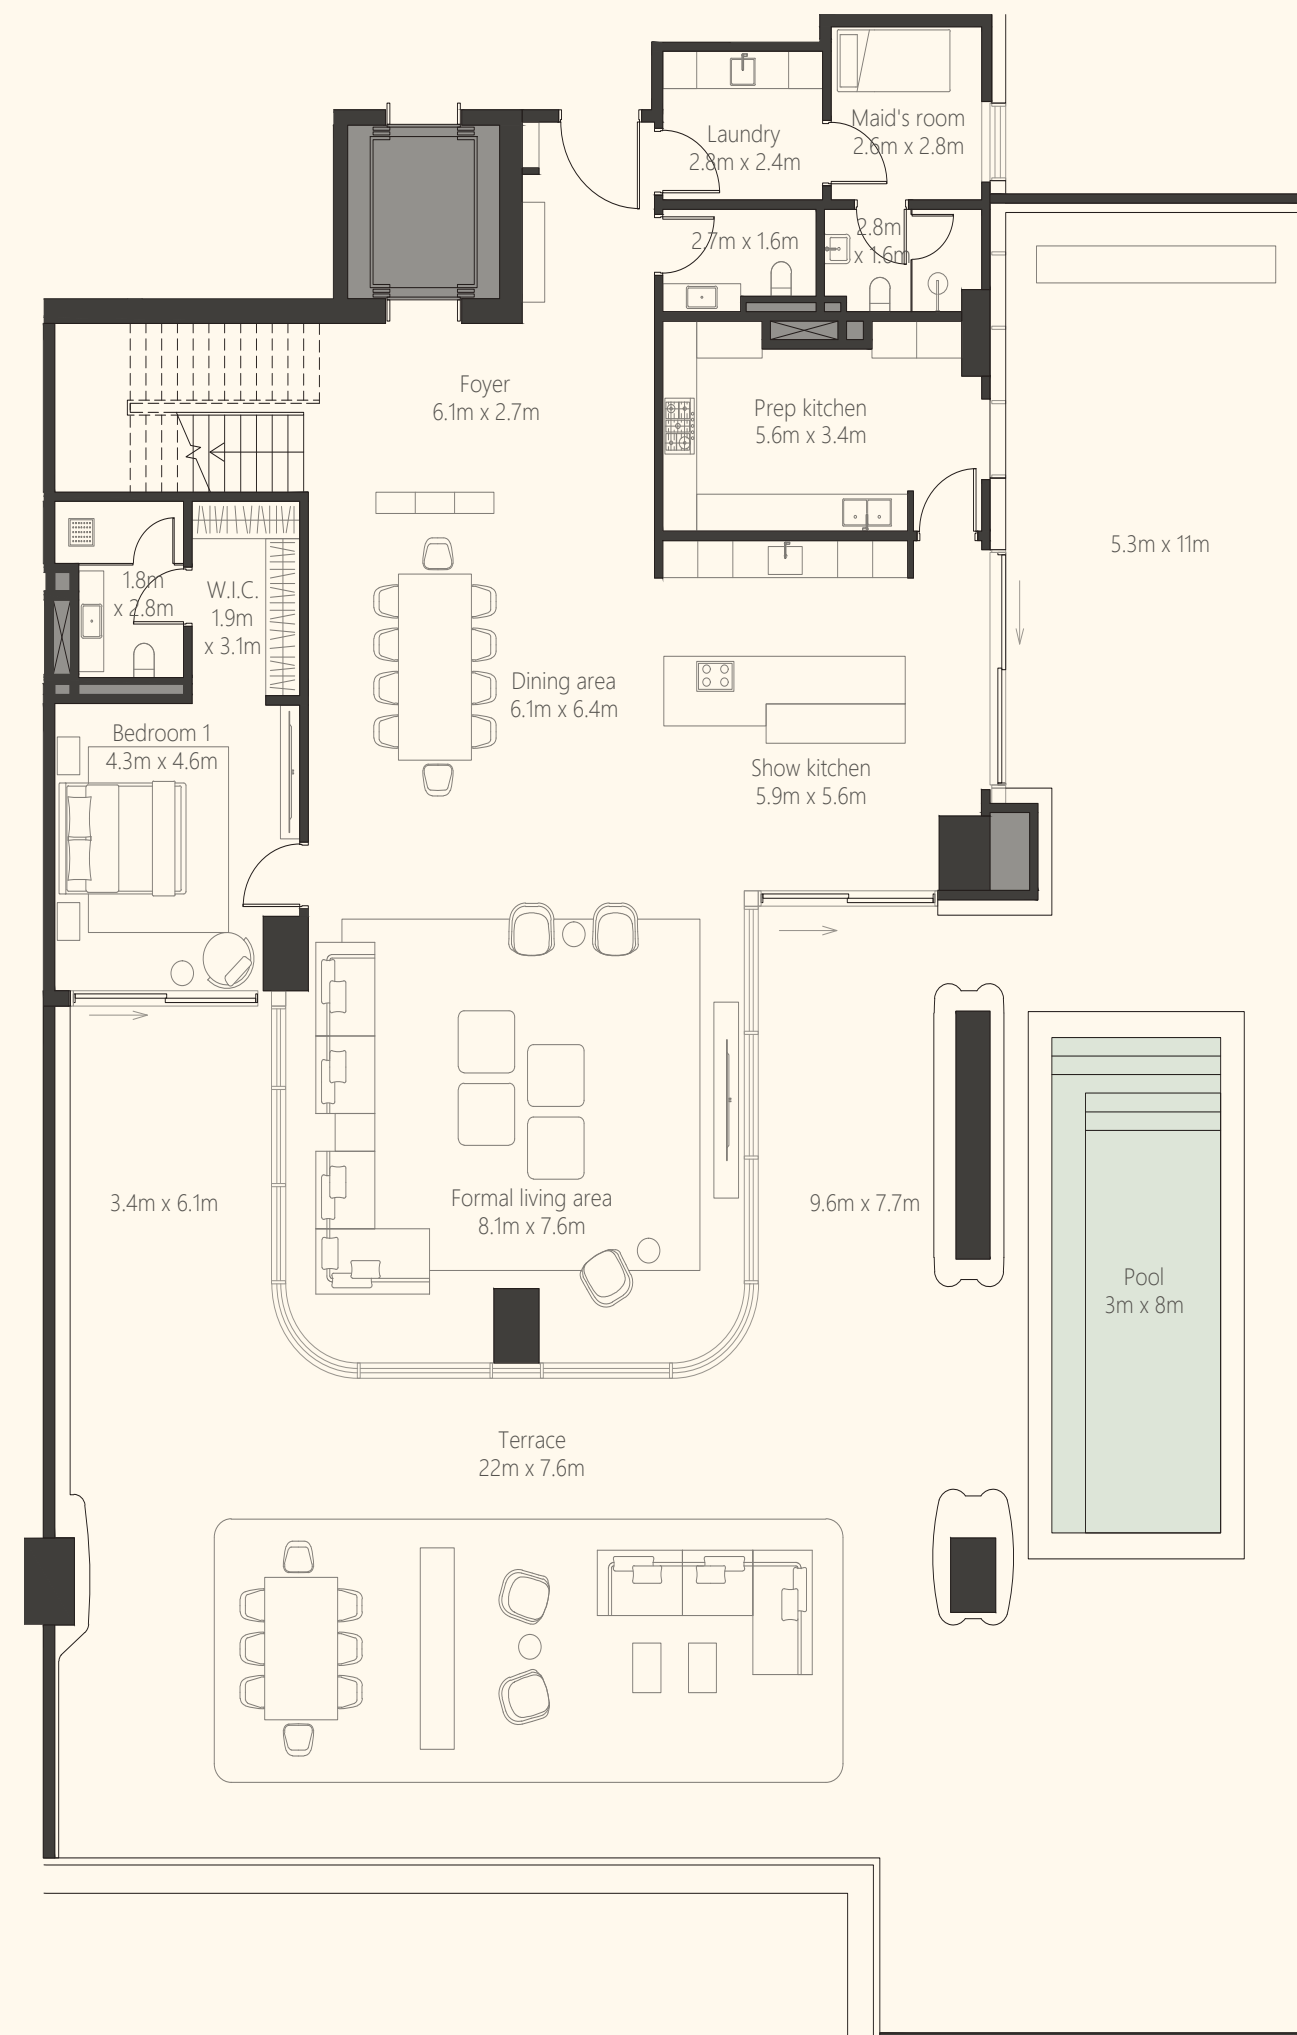 Maid's room
2.6m x 2.8m
Laundry
2.8m x 2.4m
2.7m x 1.6m
2.8m
x 1.6m
Foyer
6.1m x 2.7m
Prep kitchen
5.6m x 3.4m
5.3m x 11m
1.8m
x 2.8m
W.I.C.
1.9m
x 3.1m
Dining area
6.1m x 6.4m
Bedroom 1
4.3m x 4.6m
Show kitchen
5.9m x 5.6m
3.4m x 6.1m
Formal living area
8.1m x 7.6m
9.6m x 7.7m
Pool
3m x 8m
Terrace
22m x 7.6m